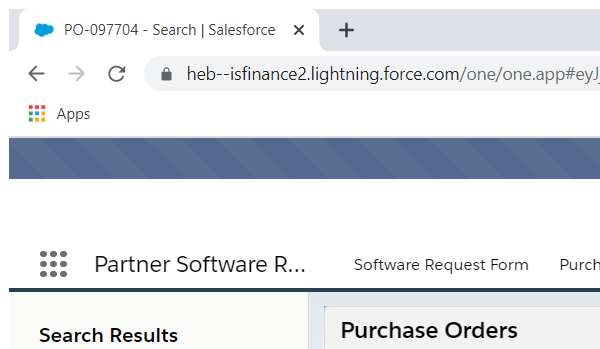 PO-097704 - Search | Salesforce
heb--isfinance2.lightning.force.com/one/one.app#eyJ
Apps
Partner Software R...
Software Request Form
Purch
Search Results
Purchase Orders